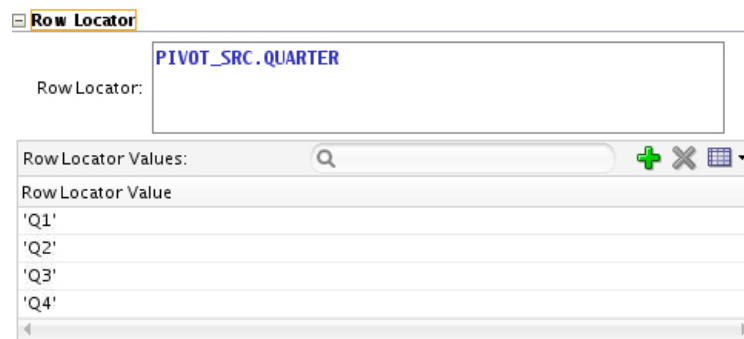 Row Locator
PIVOT_SRC.QUARTER
Row Locator:
Row Locator Values:
Row Locator Value
'Q1'
'Q2'
'Q3'
'Q4'